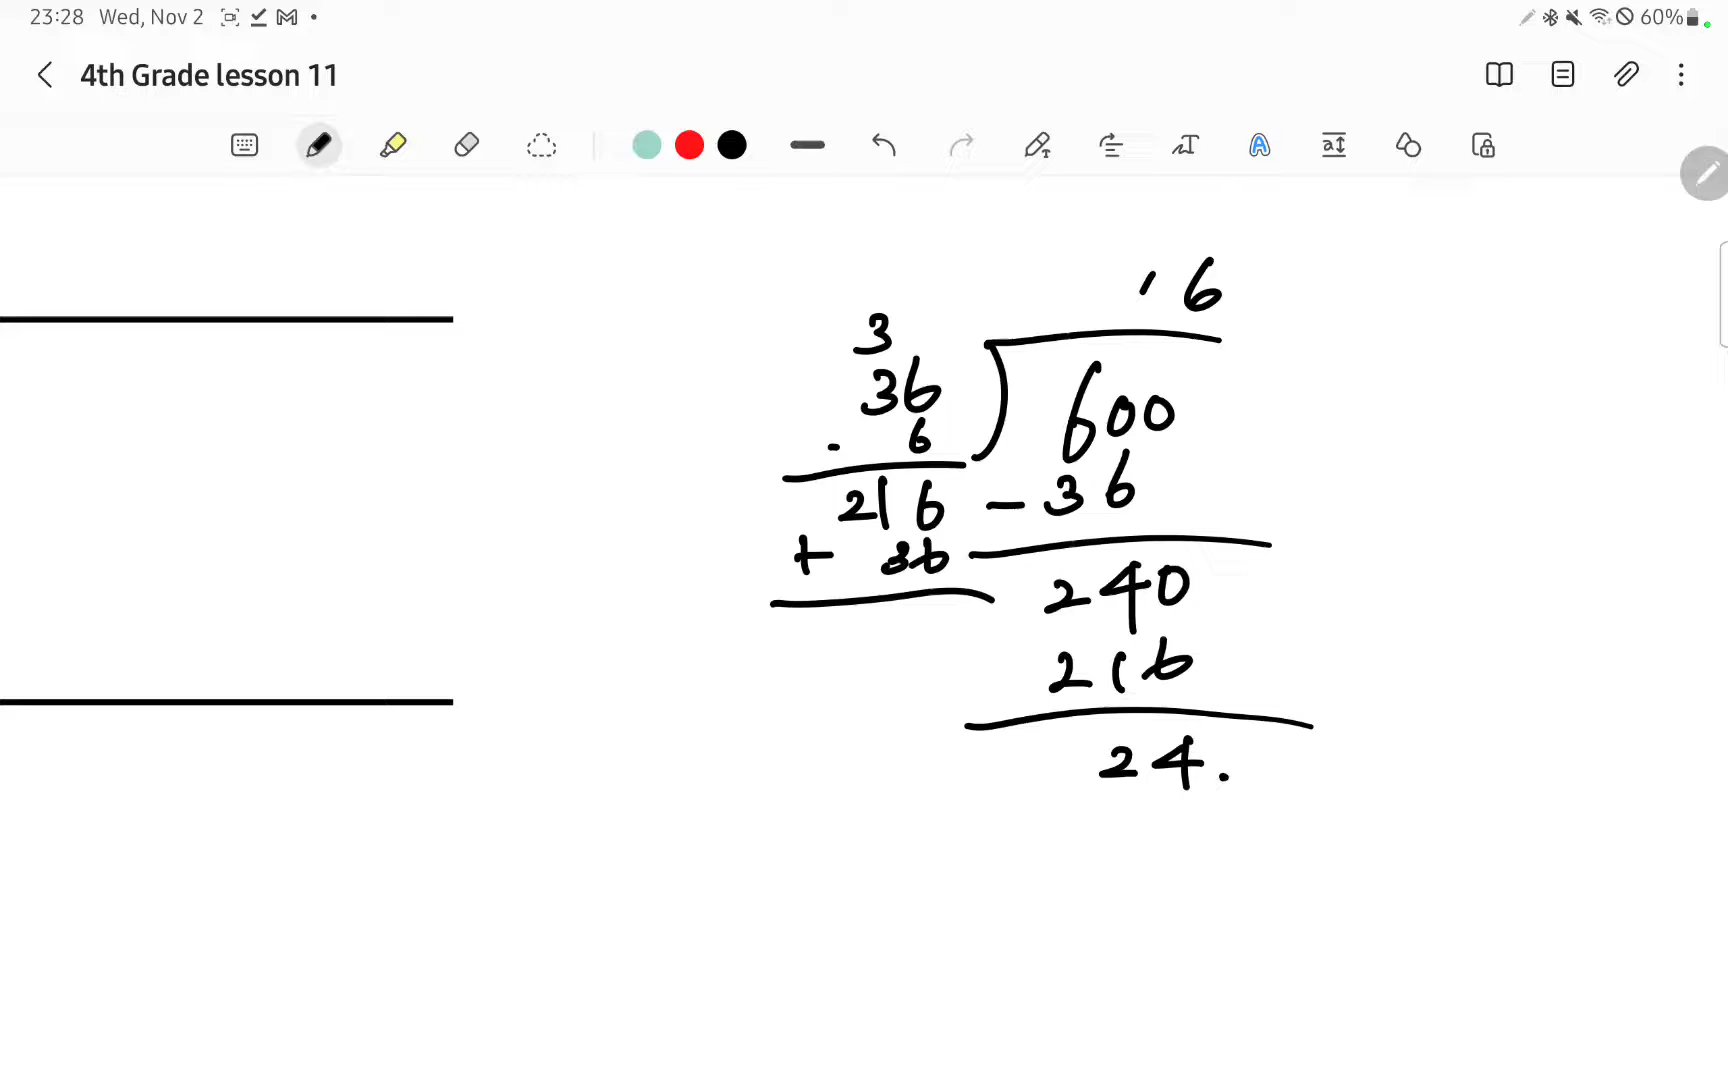 23:28 Wed, Nov 2
60%
4th Grade lesson 11
16
3
36 ) 600
· 6
216 - 36
+ 36
240
216
24.